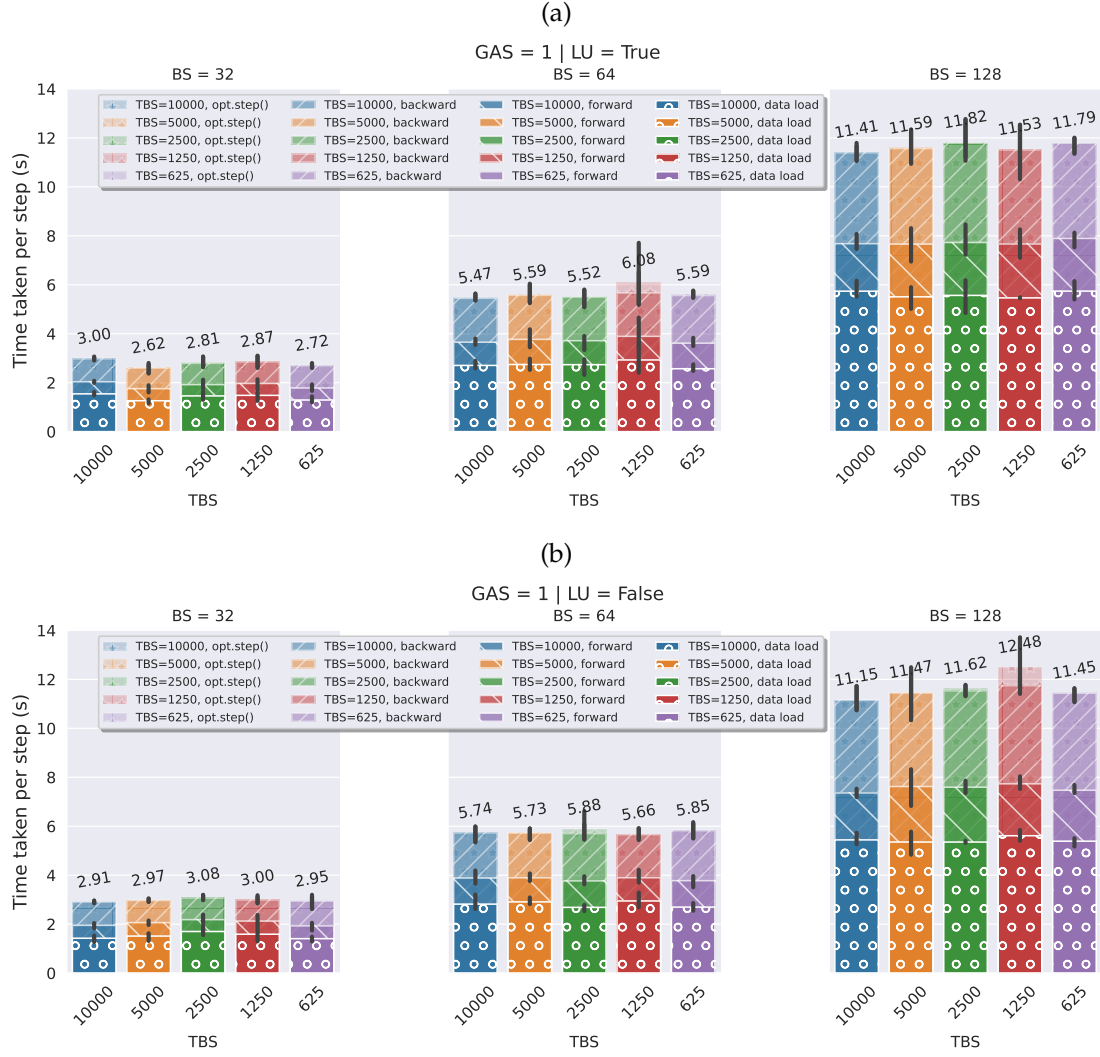 (a)
GAS = 1 | LU = True
BS = 32 BS = 64 BS = 128
TBS=10000, opt.step() TBS=10000, backward TBS=10000, forward TBS=10000, data load
TBS=5000, opt.step() TBS=5000, backward TBS=5000, forward TBS=5000, data load
TBS=2500, opt.step() TBS=2500, backward TBS=2500, forward TBS=2500, data load
TBS=1250, opt.step() TBS=1250, backward TBS=1250, forward TBS=1250, data load
TBS=625, opt.step() TBS=625, backward TBS=625, forward TBS=625, data load
Time taken per step (s)
14
12
10
8
6
4
2
0
3.00 2.62 2.81 2.87 2.72
5.47 5.59 5.52 6.08 5.59
11.41 11.59 11.82 11.53 11.79
10000 5000 2500 1250 625
10000 5000 2500 1250 625
10000 5000 2500 1250 625
TBS TBS TBS
(b)
GAS = 1 | LU = False
BS = 32 BS = 64 BS = 128
TBS=10000, opt.step() TBS=10000, backward TBS=10000, forward TBS=10000, data load
TBS=5000, opt.step() TBS=5000, backward TBS=5000, forward TBS=5000, data load
TBS=2500, opt.step() TBS=2500, backward TBS=2500, forward TBS=2500, data load
TBS=1250, opt.step() TBS=1250, backward TBS=1250, forward TBS=1250, data load
TBS=625, opt.step() TBS=625, backward TBS=625, forward TBS=625, data load
Time taken per step (s)
14
12
10
8
6
4
2
0
2.91 2.97 3.08 3.00 2.95
5.74 5.73 5.88 5.66 5.85
11.15 11.47 11.62 12.48 11.45
10000 5000 2500 1250 625
10000 5000 2500 1250 625
10000 5000 2500 1250 625
TBS TBS TBS